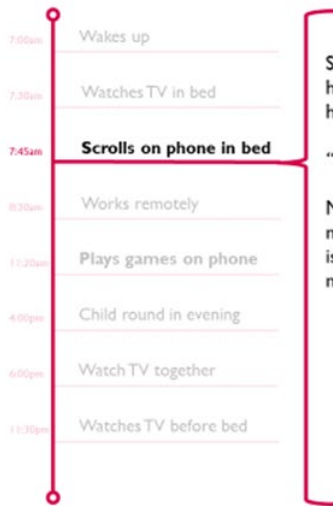 7:00am Wakes up
7:30am Watches TV in bed
7:45am Scrolls on phone in bed
8:30am Works remotely
11:20am Plays games on phone
4:00pm Child round in evening
6:00pm Watch TV together
11:30pm Watches TV before bed